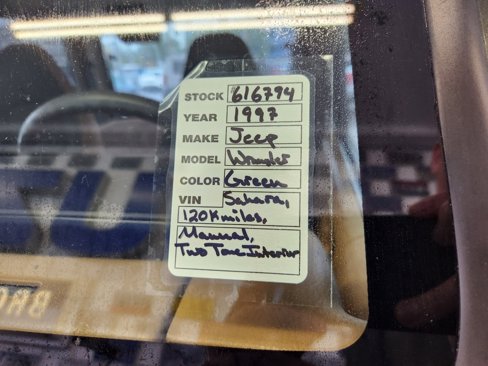 STOCK 616794
YEAR 1997
MAKE Jeep
MODEL Wrangler
COLOR Green
VIN Sahara,
120K miles,
Manual,
Two Tone Interior